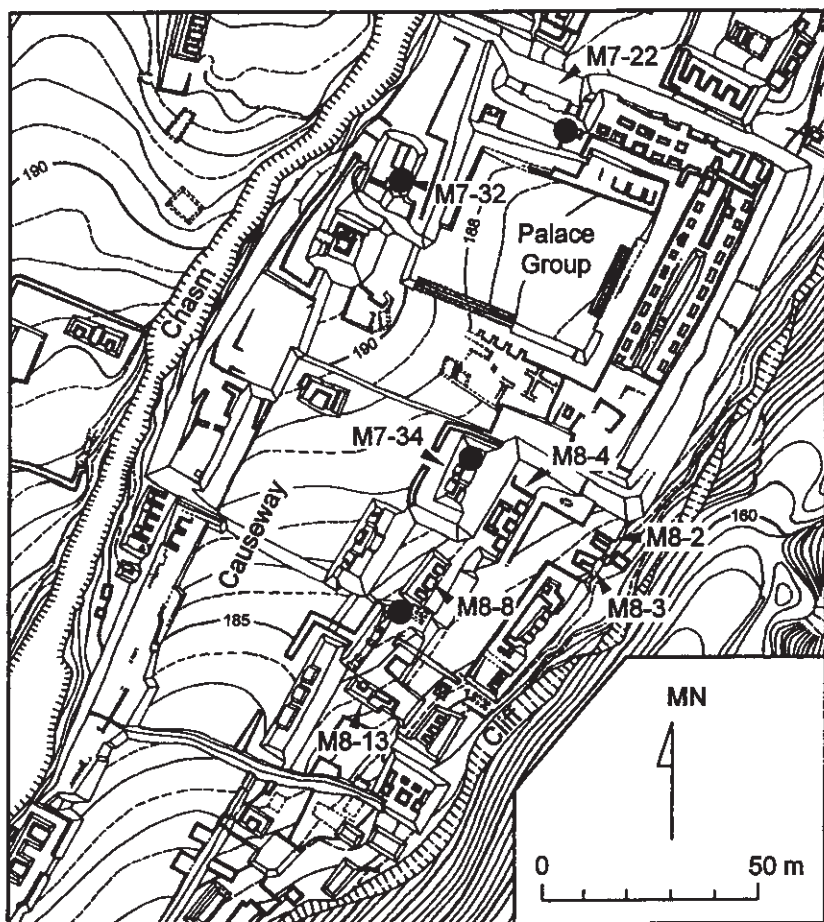 M7-22
190
M7-32
188
Palace
Group
Chasm
190
M7-34
M8-4
160
Causeway
M8-2
M8-8
M8-3
185
MN
Cliff
M8-13
0 50 m